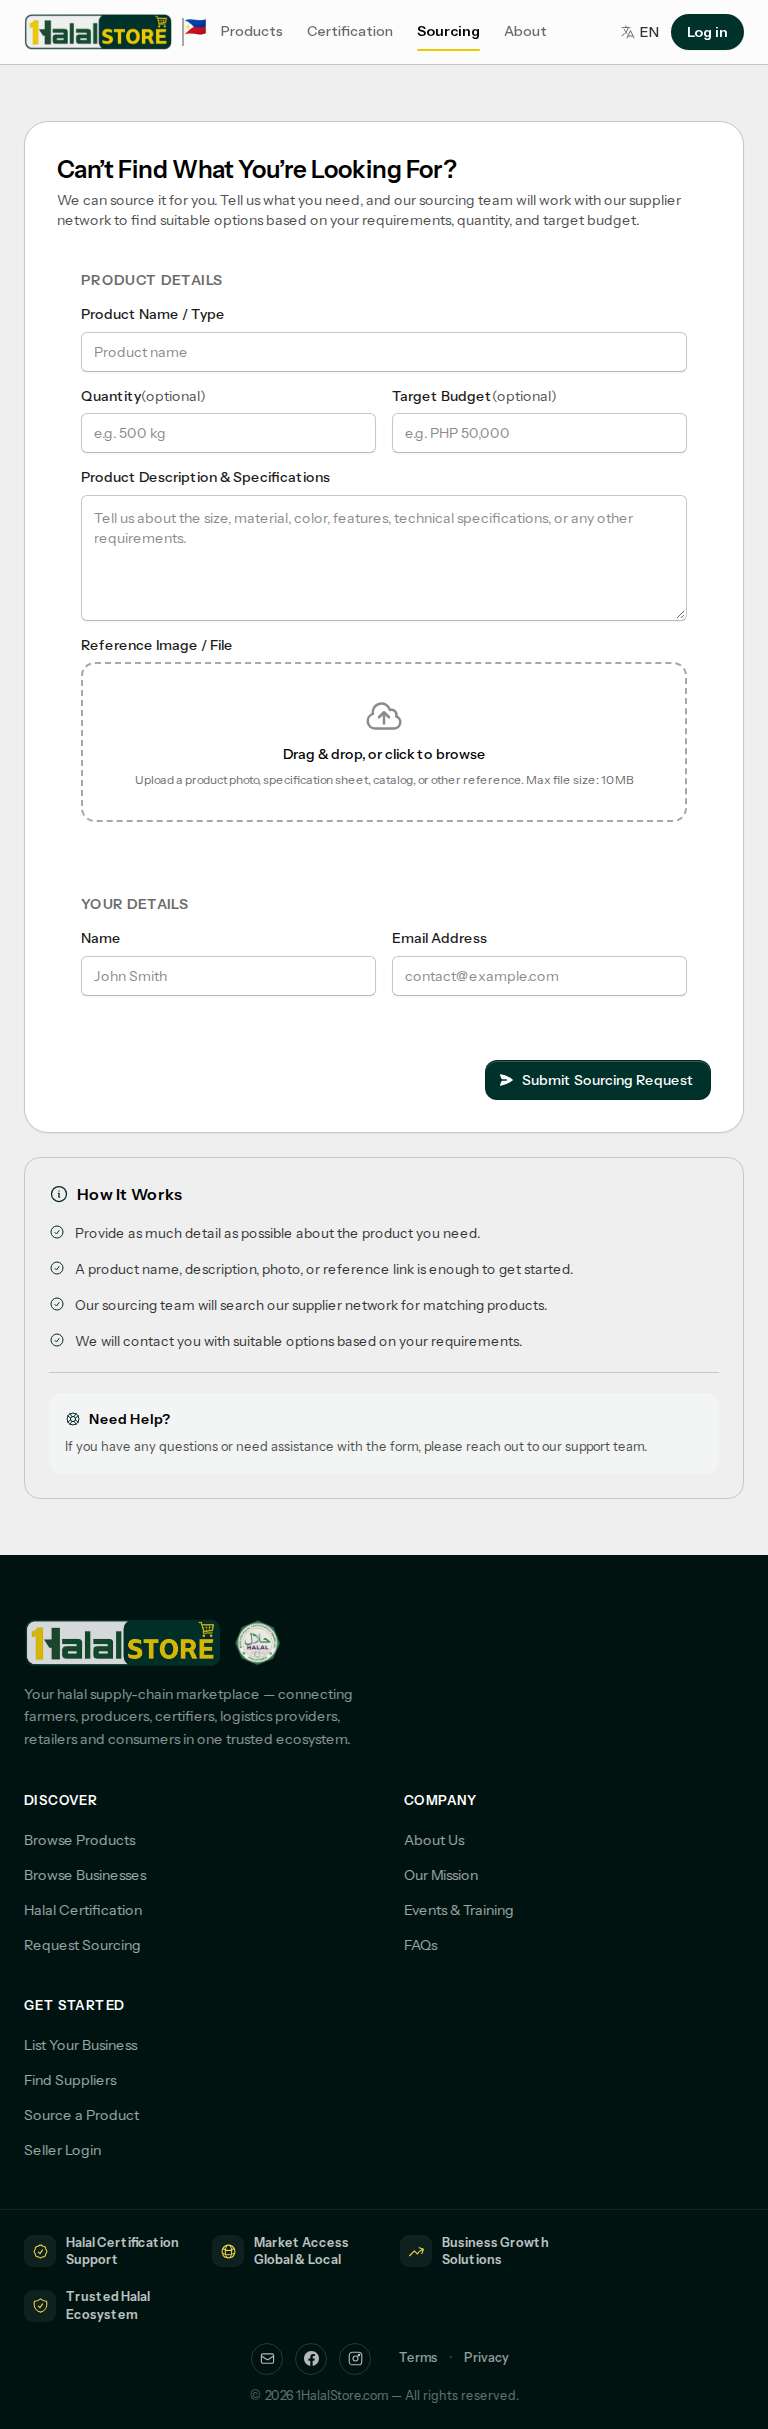 1HalalSTORE
Products
Certification
Sourcing
About
EN
Log in
Can't Find What You're Looking For?
We can source it for you. Tell us what you need, and our sourcing team will work with our supplier
network to find suitable options based on your requirements, quantity, and target budget.
PRODUCT DETAILS
Product Name / Type
Product name
Quantity(optional)
Target Budget(optional)
e.g. 500 kg
e.g. PHP 50,000
Product Description & Specifications
Tell us about the size, material, color, features, technical specifications, or any other
requirements.
Reference Image / File
Drag & drop, or click to browse
Upload a product photo, specification sheet, catalog, or other reference. Max file size: 10MB
YOUR DETAILS
Name
Email Address
John Smith
contact@example.com
Submit Sourcing Request
How It Works
Provide as much detail as possible about the product you need.
A product name, description, photo, or reference link is enough to get started.
Our sourcing team will search our supplier network for matching products.
We will contact you with suitable options based on your requirements.
Need Help?
If you have any questions or need assistance with the form, please reach out to our support team.
1HalalSTORE
حلال
HALAL
Your halal supply-chain marketplace — connecting
farmers, producers, certifiers, logistics providers,
retailers and consumers in one trusted ecosystem.
DISCOVER
Browse Products
Browse Businesses
Halal Certification
Request Sourcing
COMPANY
About Us
Our Mission
Events & Training
FAQs
GET STARTED
List Your Business
Find Suppliers
Source a Product
Seller Login
Halal Certification
Support
Market Access
Global & Local
Business Growth
Solutions
Trusted Halal
Ecosystem
Terms · Privacy
© 2026 1HalalStore.com — All rights reserved.